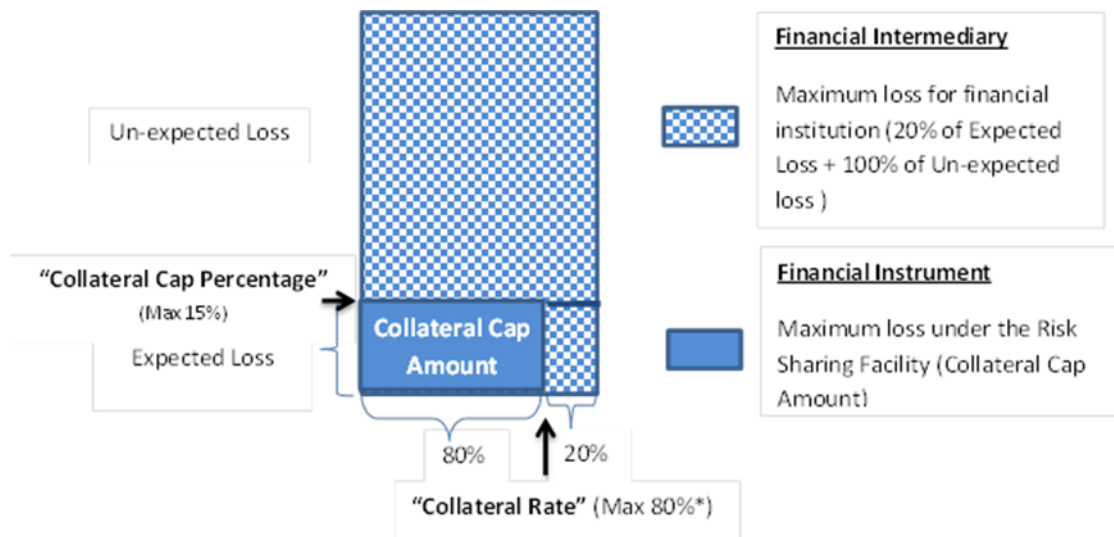 Un-expected Loss
“Collateral Cap Percentage”
(Max 15%)
Expected Loss
Collateral Cap
Amount
80%
20%
“Collateral Rate” (Max 80%*)
Financial Intermediary
Maximum loss for financial
institution (20% of Expected
Loss + 100% of Un-expected
loss )
Financial Instrument
Maximum loss under the Risk
Sharing Facility (Collateral Cap
Amount)